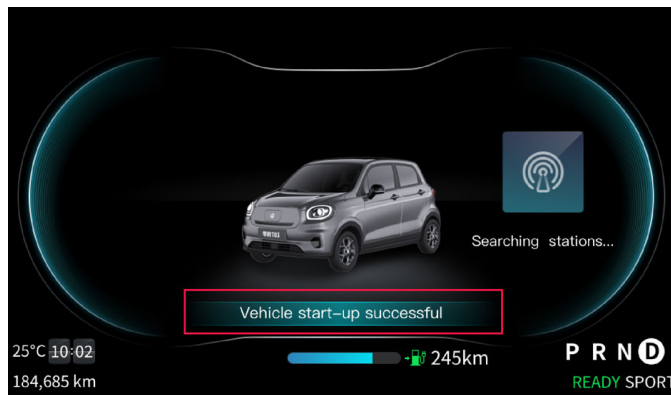 Searching stations...
Vehicle start-up successful
25°C 10:02
245km
P R N D
184,685 km
READY SPORT